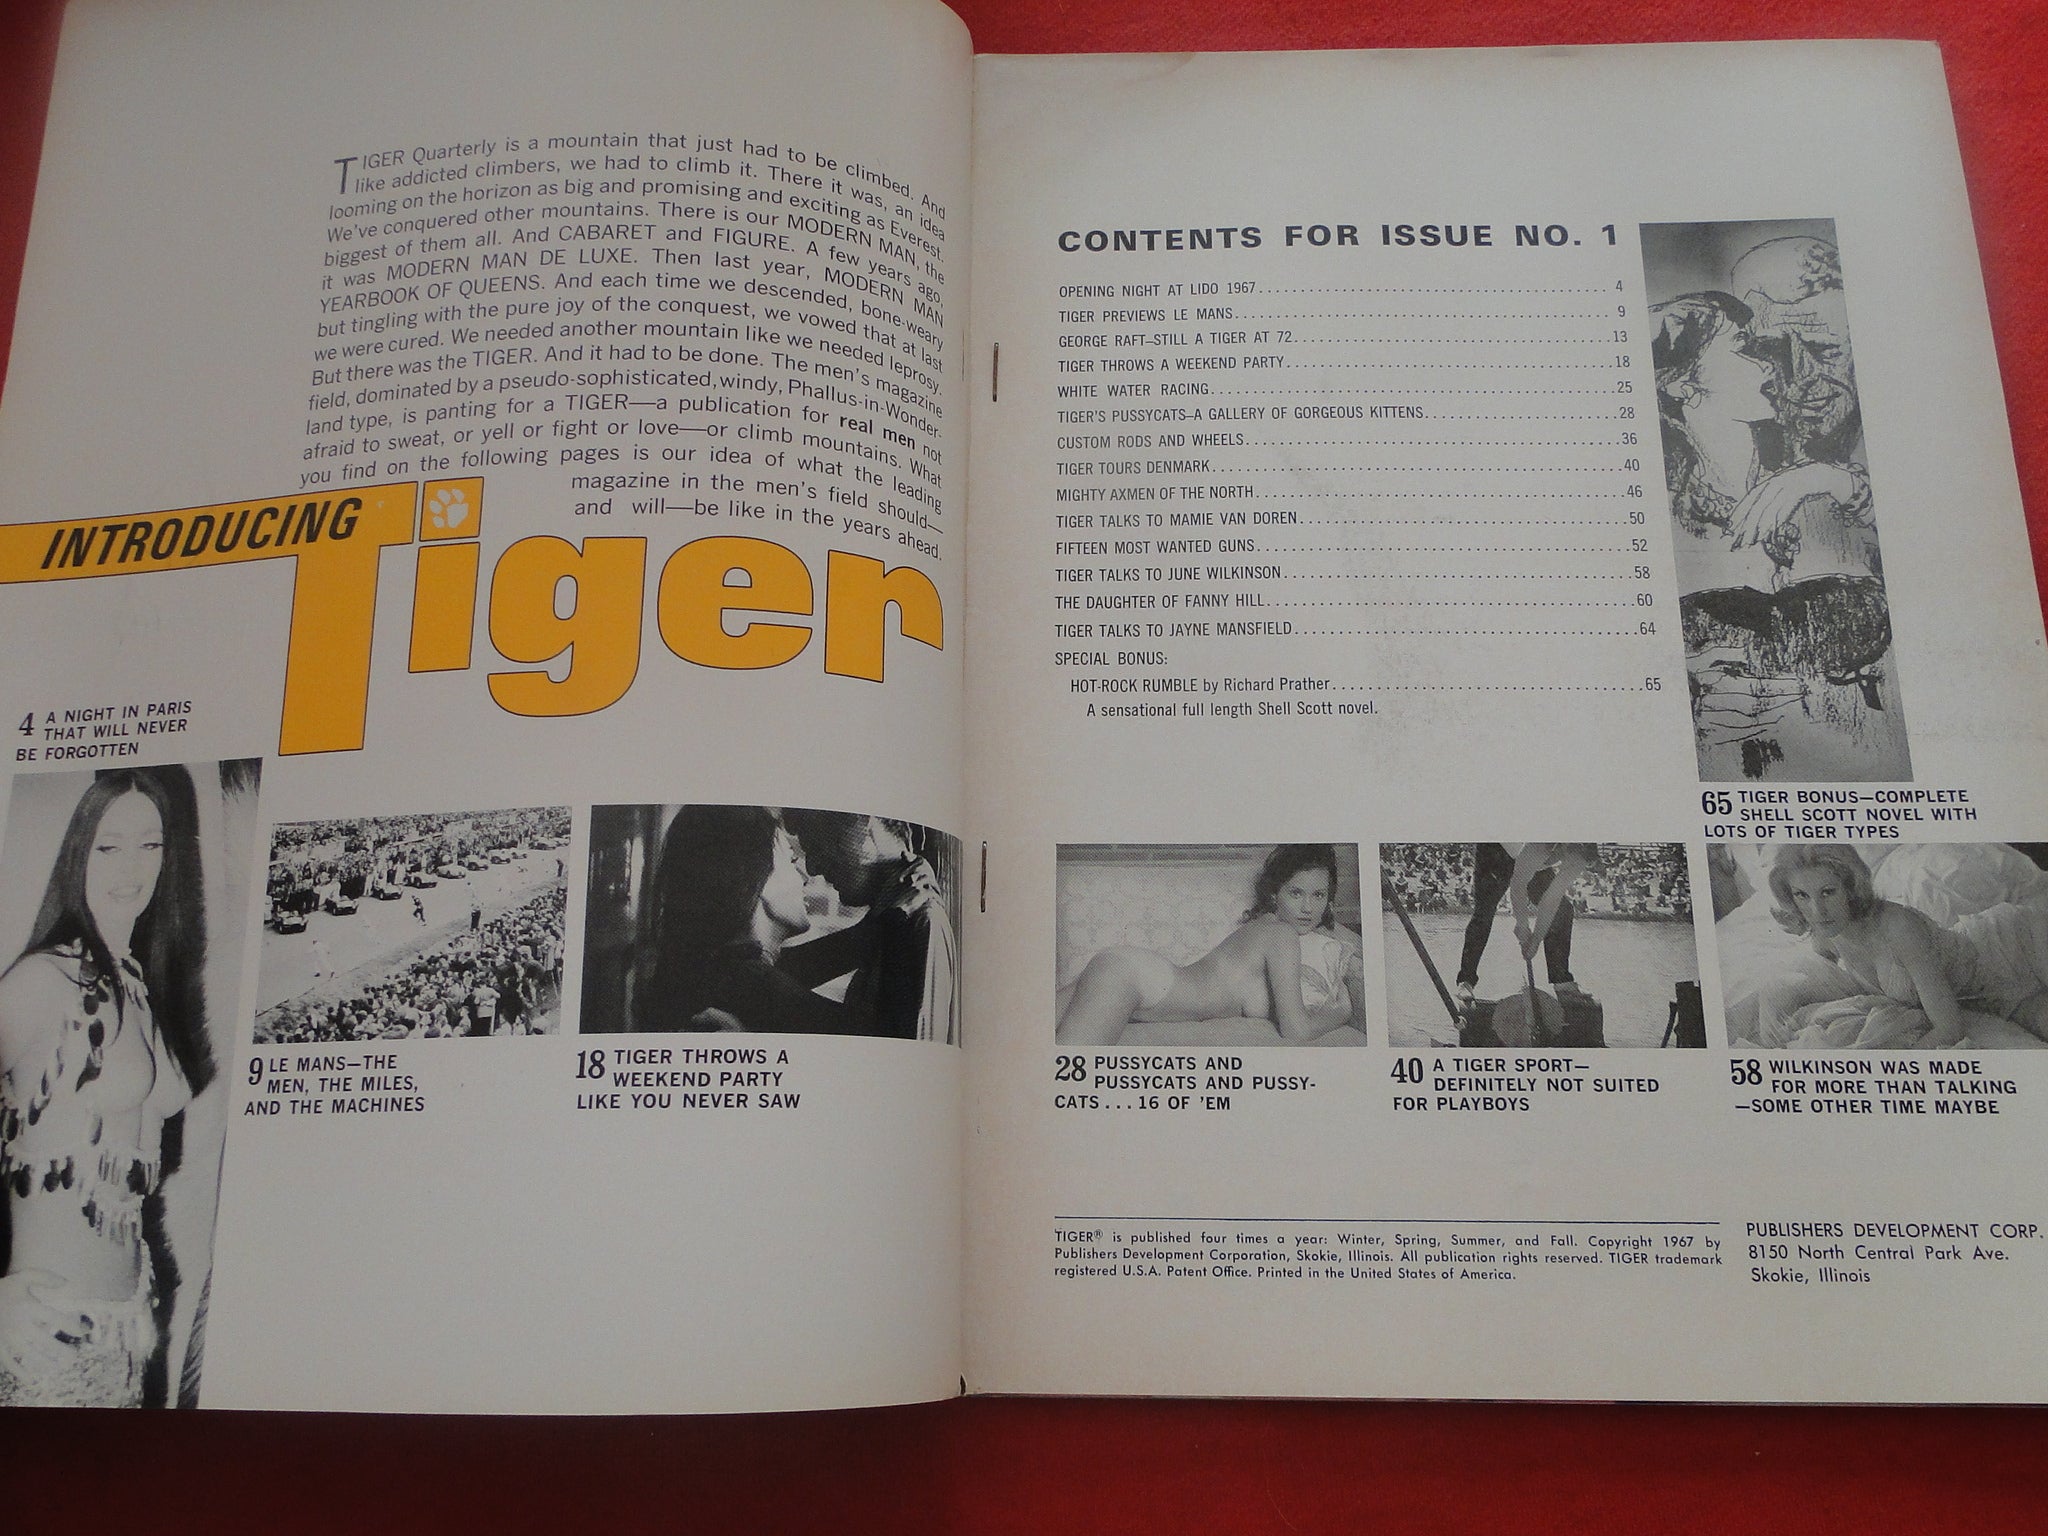 TIGER Quarterly is a mountain that just had to be climbed. And
like addicted climbers, we had to climb it. There it was, an idea
looming on the horizon as big and promising and exciting as Everest.
We've conquered other mountains. There is our MODERN MAN, the
biggest of them all. And CABARET and FIGURE. A few years ago,
it was MODERN MAN DE LUXE. Then last year, MODERN MAN
YEARBOOK OF QUEENS. And each time we descended, bone-weary
but tingling with the pure joy of the conquest, we vowed that at last
we were cured. We needed another mountain like we needed leprosy.
But there was the TIGER. And it had to be done. The men's magazine
field, dominated by a pseudo-sophisticated, windy, Phallus-in-Wonder-
land type, is panting for a TIGER—a publication for real men not
afraid to sweat, or yell or fight or love—or climb mountains. What
you find on the following pages is our idea of what the leading
magazine in the men's field should—
and will—be like in the years ahead.
INTRODUCING
Tiger
4 A NIGHT IN PARIS
THAT WILL NEVER
BE FORGOTTEN
9 LE MANS—THE
MEN, THE MILES,
AND THE MACHINES
18 TIGER THROWS A
WEEKEND PARTY
LIKE YOU NEVER SAW
CONTENTS FOR ISSUE NO. 1
OPENING NIGHT AT LIDO 1967 4
TIGER PREVIEWS LE MANS 9
GEORGE RAFT—STILL A TIGER AT 72 13
TIGER THROWS A WEEKEND PARTY 18
WHITE WATER RACING 25
TIGER'S PUSSYCATS—A GALLERY OF GORGEOUS KITTENS 28
CUSTOM RODS AND WHEELS 36
TIGER TOURS DENMARK 40
MIGHTY AXMEN OF THE NORTH 46
TIGER TALKS TO MAMIE VAN DOREN 50
FIFTEEN MOST WANTED GUNS 52
TIGER TALKS TO JUNE WILKINSON 58
THE DAUGHTER OF FANNY HILL 60
TIGER TALKS TO JAYNE MANSFIELD 64
SPECIAL BONUS:
HOT-ROCK RUMBLE by Richard Prather 65
A sensational full length Shell Scott novel.
65 TIGER BONUS—COMPLETE
SHELL SCOTT NOVEL WITH
LOTS OF TIGER TYPES
28 PUSSYCATS AND
PUSSYCATS AND PUSSY-
CATS . . . 16 OF 'EM
40 A TIGER SPORT—
DEFINITELY NOT SUITED
FOR PLAYBOYS
58 WILKINSON WAS MADE
FOR MORE THAN TALKING
—SOME OTHER TIME MAYBE
TIGER® is published four times a year: Winter, Spring, Summer, and Fall. Copyright 1967 by
Publishers Development Corporation, Skokie, Illinois. All publication rights reserved. TIGER trademark
registered U.S.A. Patent Office. Printed in the United States of America.
PUBLISHERS DEVELOPMENT CORP.
8150 North Central Park Ave.
Skokie, Illinois